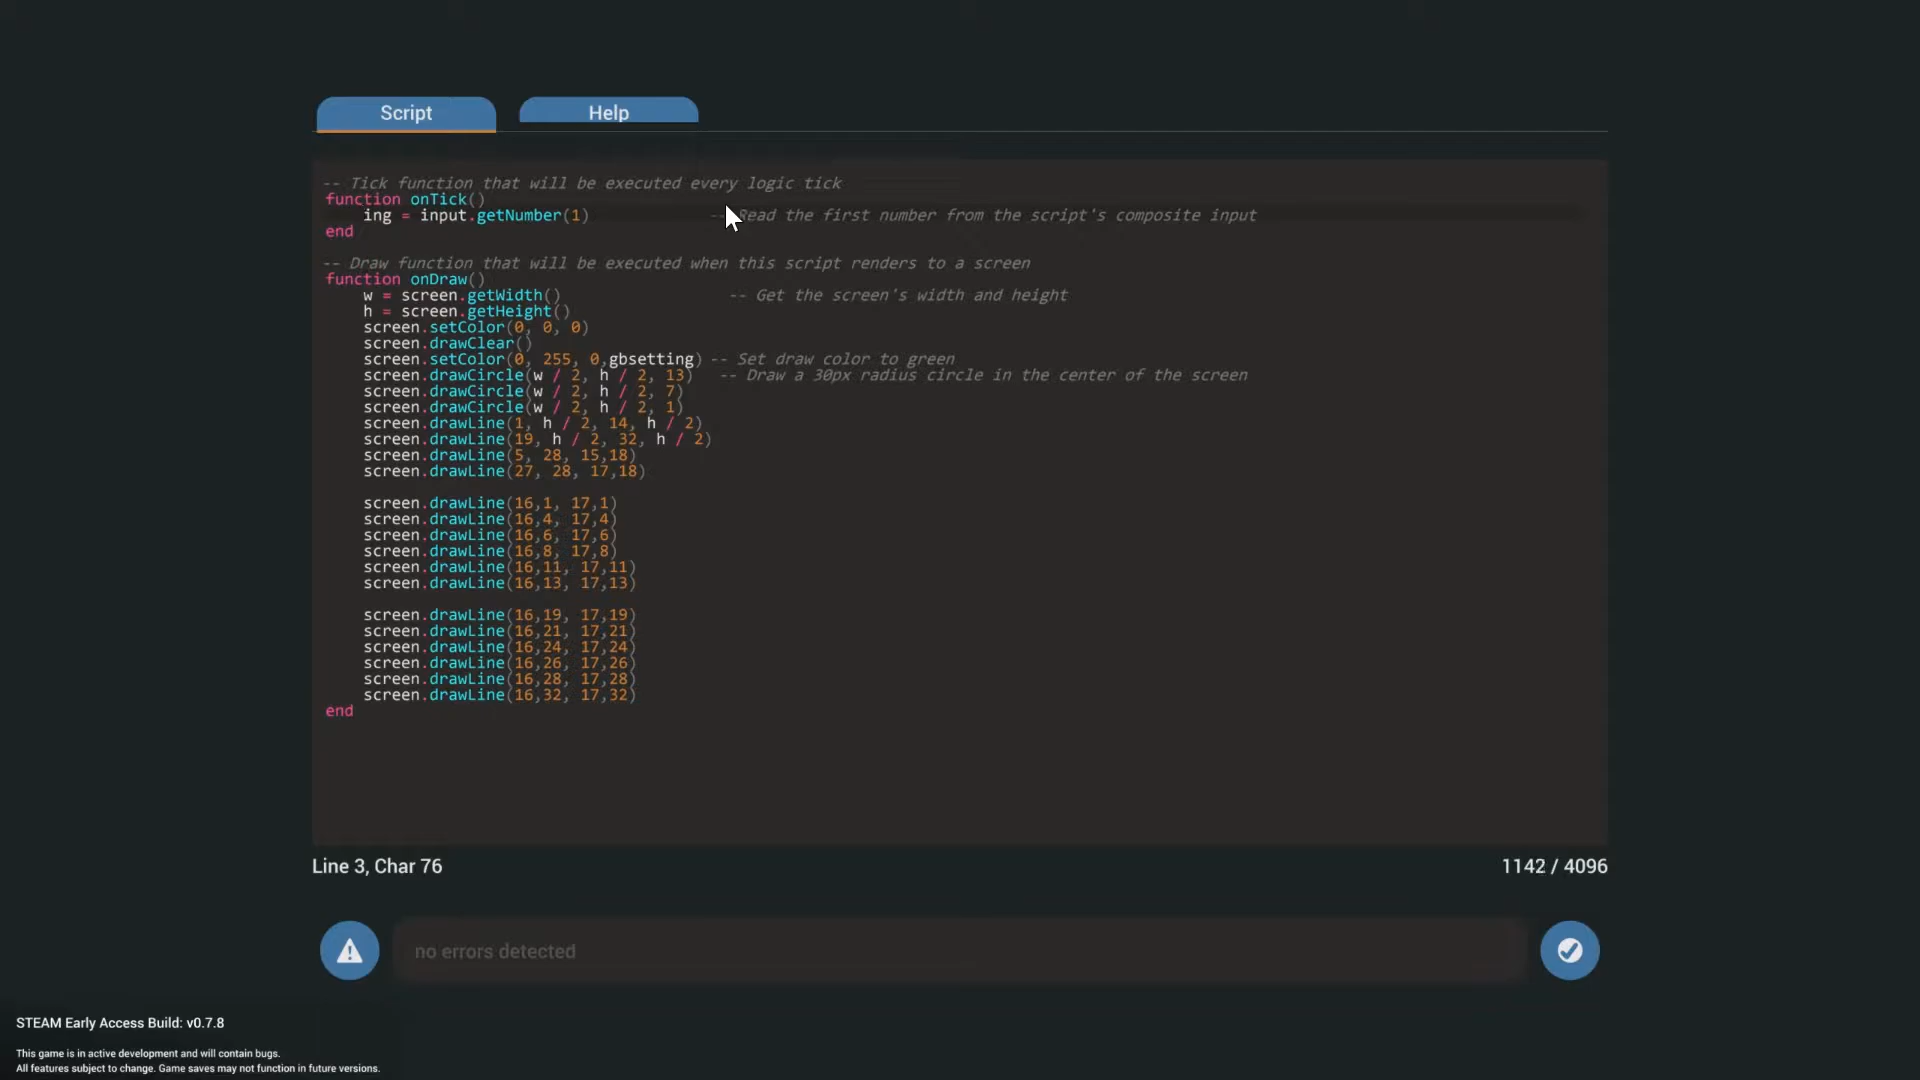 Script
Help
-- Tick function that will be executed every logic tick
function onTick()
ing = input.getNumber(1) -- Read the first number from the script's composite input
end
-- Draw function that will be executed when this script renders to a screen
function onDraw()
w = screen.getWidth() -- Get the screen's width and height
h = screen.getHeight()
screen.setColor(0, 0, 0)
screen.drawClear()
screen.setColor(0, 255, 0,gbsetting) -- Set draw color to green
screen.drawCircle(w / 2, h / 2, 13) -- Draw a 30px radius circle in the center of the screen
screen.drawCircle(w / 2, h / 2, 7)
screen.drawCircle(w / 2, h / 2, 1)
screen.drawLine(1, h / 2, 14, h / 2)
screen.drawLine(19, h / 2, 32, h / 2)
screen.drawLine(5, 28, 15,18)
screen.drawLine(27, 28, 17,18)
screen.drawLine(16,1, 17,1)
screen.drawLine(16,4, 17,4)
screen.drawLine(16,6, 17,6)
screen.drawLine(16,8, 17,8)
screen.drawLine(16,11, 17,11)
screen.drawLine(16,13, 17,13)
screen.drawLine(16,19, 17,19)
screen.drawLine(16,21, 17,21)
screen.drawLine(16,24, 17,24)
screen.drawLine(16,26, 17,26)
screen.drawLine(16,28, 17,28)
screen.drawLine(16,32, 17,32)
end
Line 3, Char 76
1142 / 4096
no errors detected
STEAM Early Access Build: v0.7.8
This game is in active development and will contain bugs.
All features subject to change. Game saves may not function in future versions.